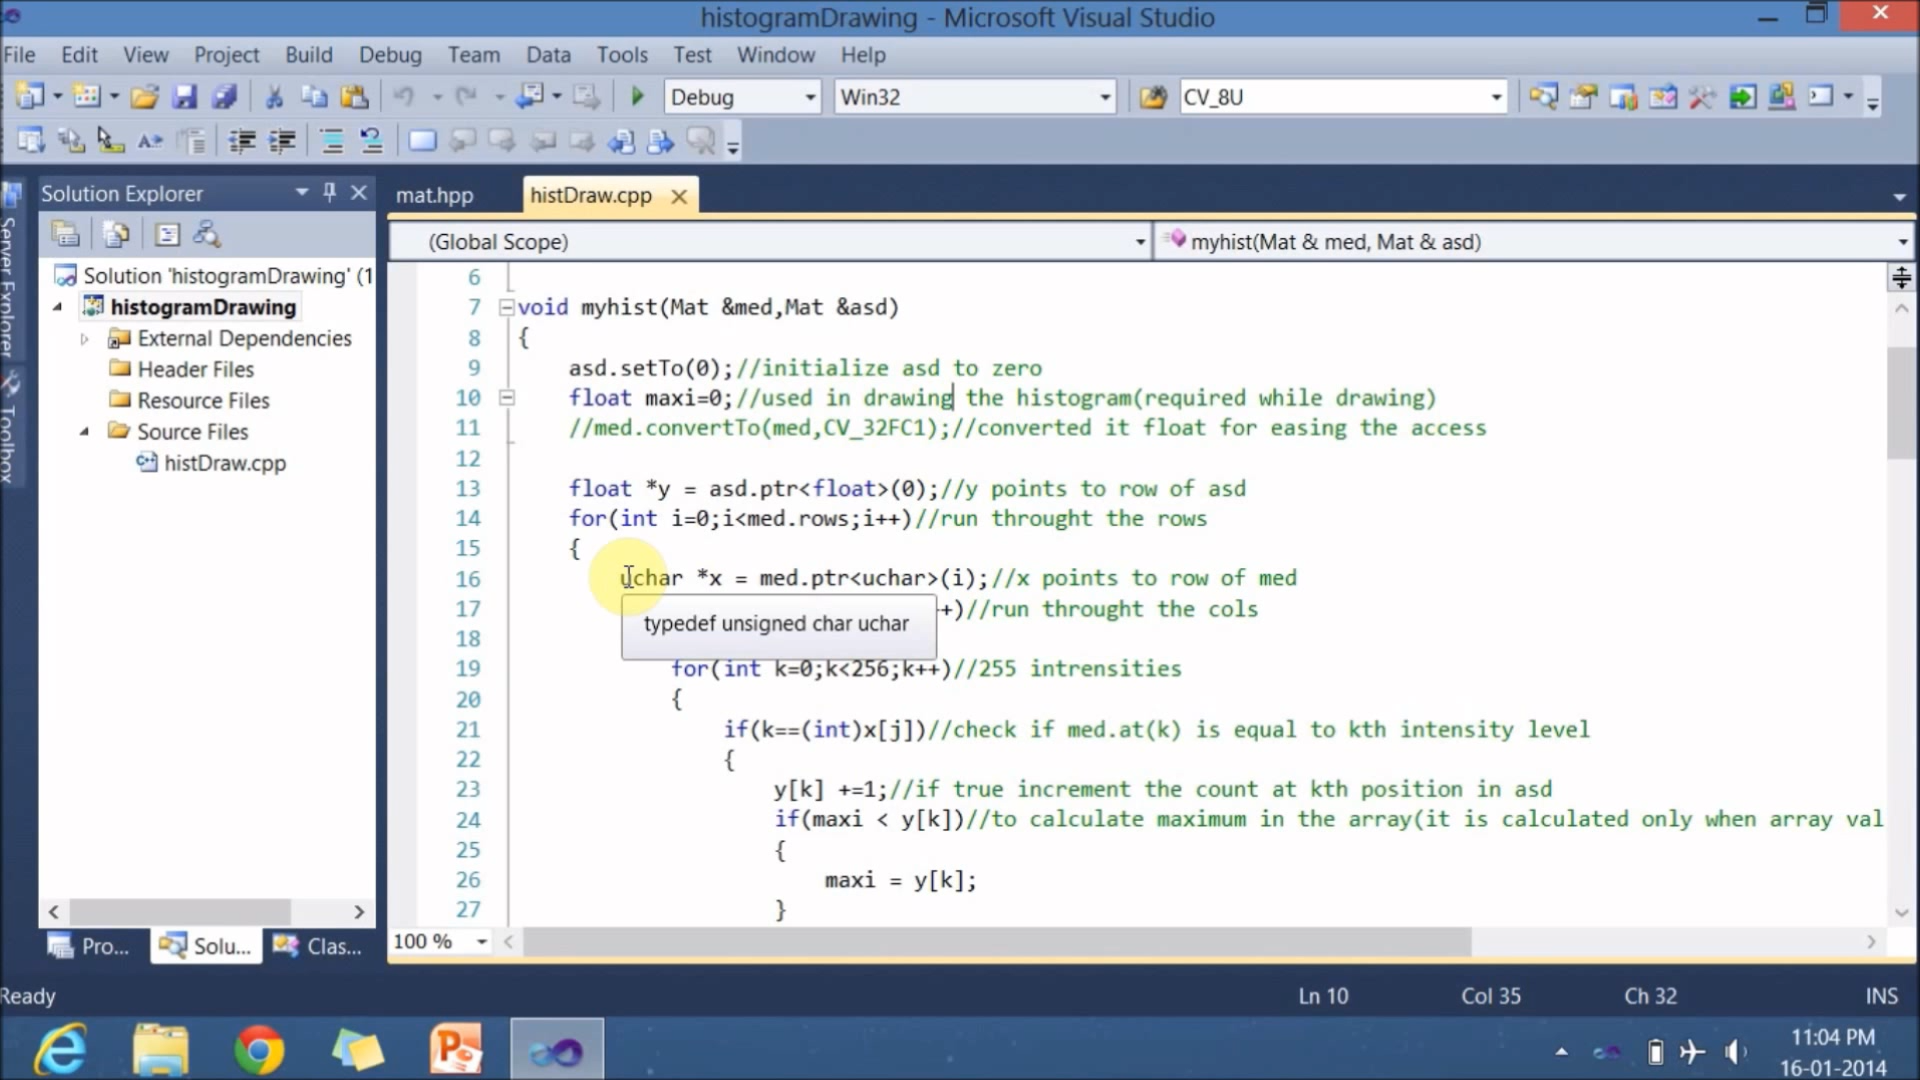 histogramDrawing - Microsoft Visual Studio
File Edit View Project Build Debug Team Data Tools Test Window Help
Debug Win32 CV_8U
Server Explorer
Toolbox
Solution Explorer
Solution 'histogramDrawing' (1
histogramDrawing
External Dependencies
Header Files
Resource Files
Source Files
histDraw.cpp
Pro... Solu... Clas...
mat.hpp histDraw.cpp
(Global Scope) myhist(Mat & med, Mat & asd)
6
7 void myhist(Mat &med,Mat &asd)
8 {
9 asd.setTo(0);//initialize asd to zero
10 float maxi=0;//used in drawing the histogram(required while drawing)
11 //med.convertTo(med,CV_32FC1);//converted it float for easing the access
12
13 float *y = asd.ptr<float>(0);//y points to row of asd
14 for(int i=0;i<med.rows;i++)//run throught the rows
15 {
16 uchar *x = med.ptr<uchar>(i);//x points to row of med
17 +)//run throught the cols
typedef unsigned char uchar
18
19 for(int k=0;k<256;k++)//255 intrensities
20 {
21 if(k==(int)x[j])//check if med.at(k) is equal to kth intensity level
22 {
23 y[k] +=1;//if true increment the count at kth position in asd
24 if(maxi < y[k])//to calculate maximum in the array(it is calculated only when array val
25 {
26 maxi = y[k];
27 }
100 %
Ready Ln 10 Col 35 Ch 32 INS
11:04 PM
16-01-2014